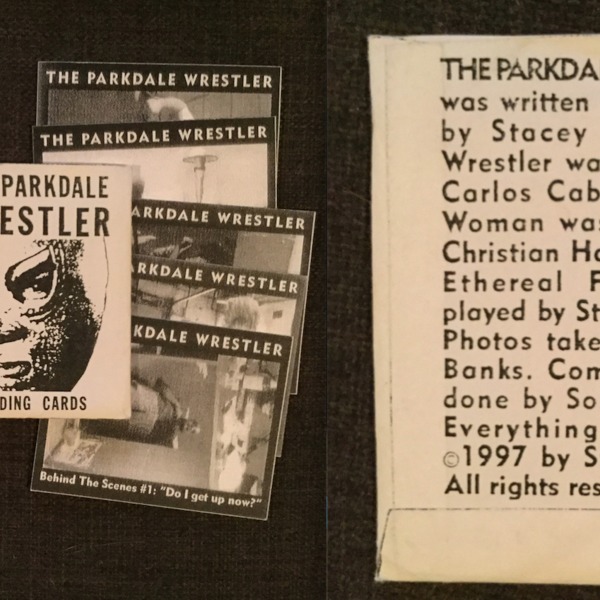 THE PARKDALE WRESTLER
THE PARKDALE WRESTLER
PARKDALE
ESTLER
DING CARDS
ARKDALE WRESTLER
ARKDALE WRESTLER
KDALE WRESTLER
Behind The Scenes #1: "Do I get up now?"
THE PARKDA
was written
by Stacey
Wrestler wa
Carlos Cab
Woman was
Christian Ha
Ethereal F
played by St
Photos take
Banks. Com
done by So
Everything
©1997 by S
All rights res